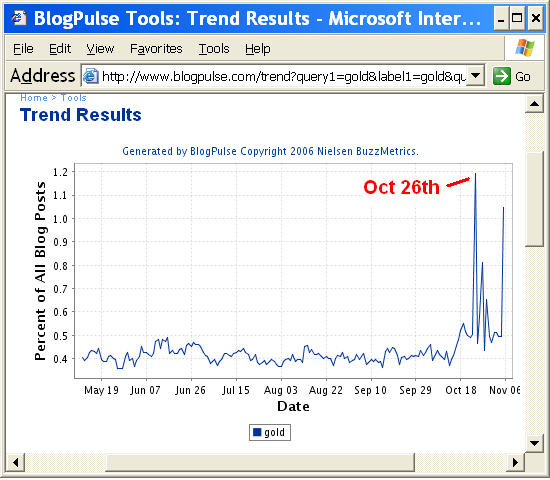 BlogPulse Tools: Trend Results - Microsoft Inter...
File Edit View Favorites Tools Help
Address http://www.blogpulse.com/trend?query1=gold&label1=gold&qu Go
Home > Tools
Trend Results
Generated by BlogPulse Copyright 2006 Nielsen BuzzMetrics.
Percent of All Blog Posts
1.2
1.1
1.0
0.9
0.8
0.7
0.6
0.5
0.4
Oct 26th
May 19 Jun 07 Jun 26 Jul 15 Aug 03 Aug 22 Sep 10 Sep 29 Oct 18 Nov 06
Date
gold